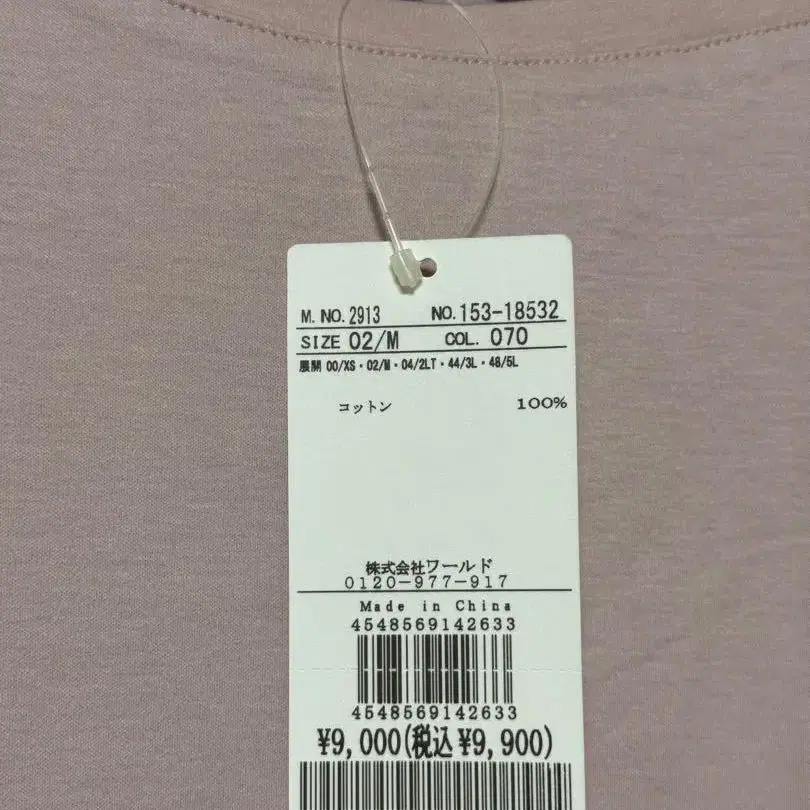 M. NO. 2913 NO. 153-18532
SIZE 02/M COL. 070
展開 00/XS・02/M・04/2LT・44/3L・48/5L
コットン 100%
株式会社ワールド
0120-977-917
Made in China
4548569142633
4548569142633
¥9,000(税込¥9,900)